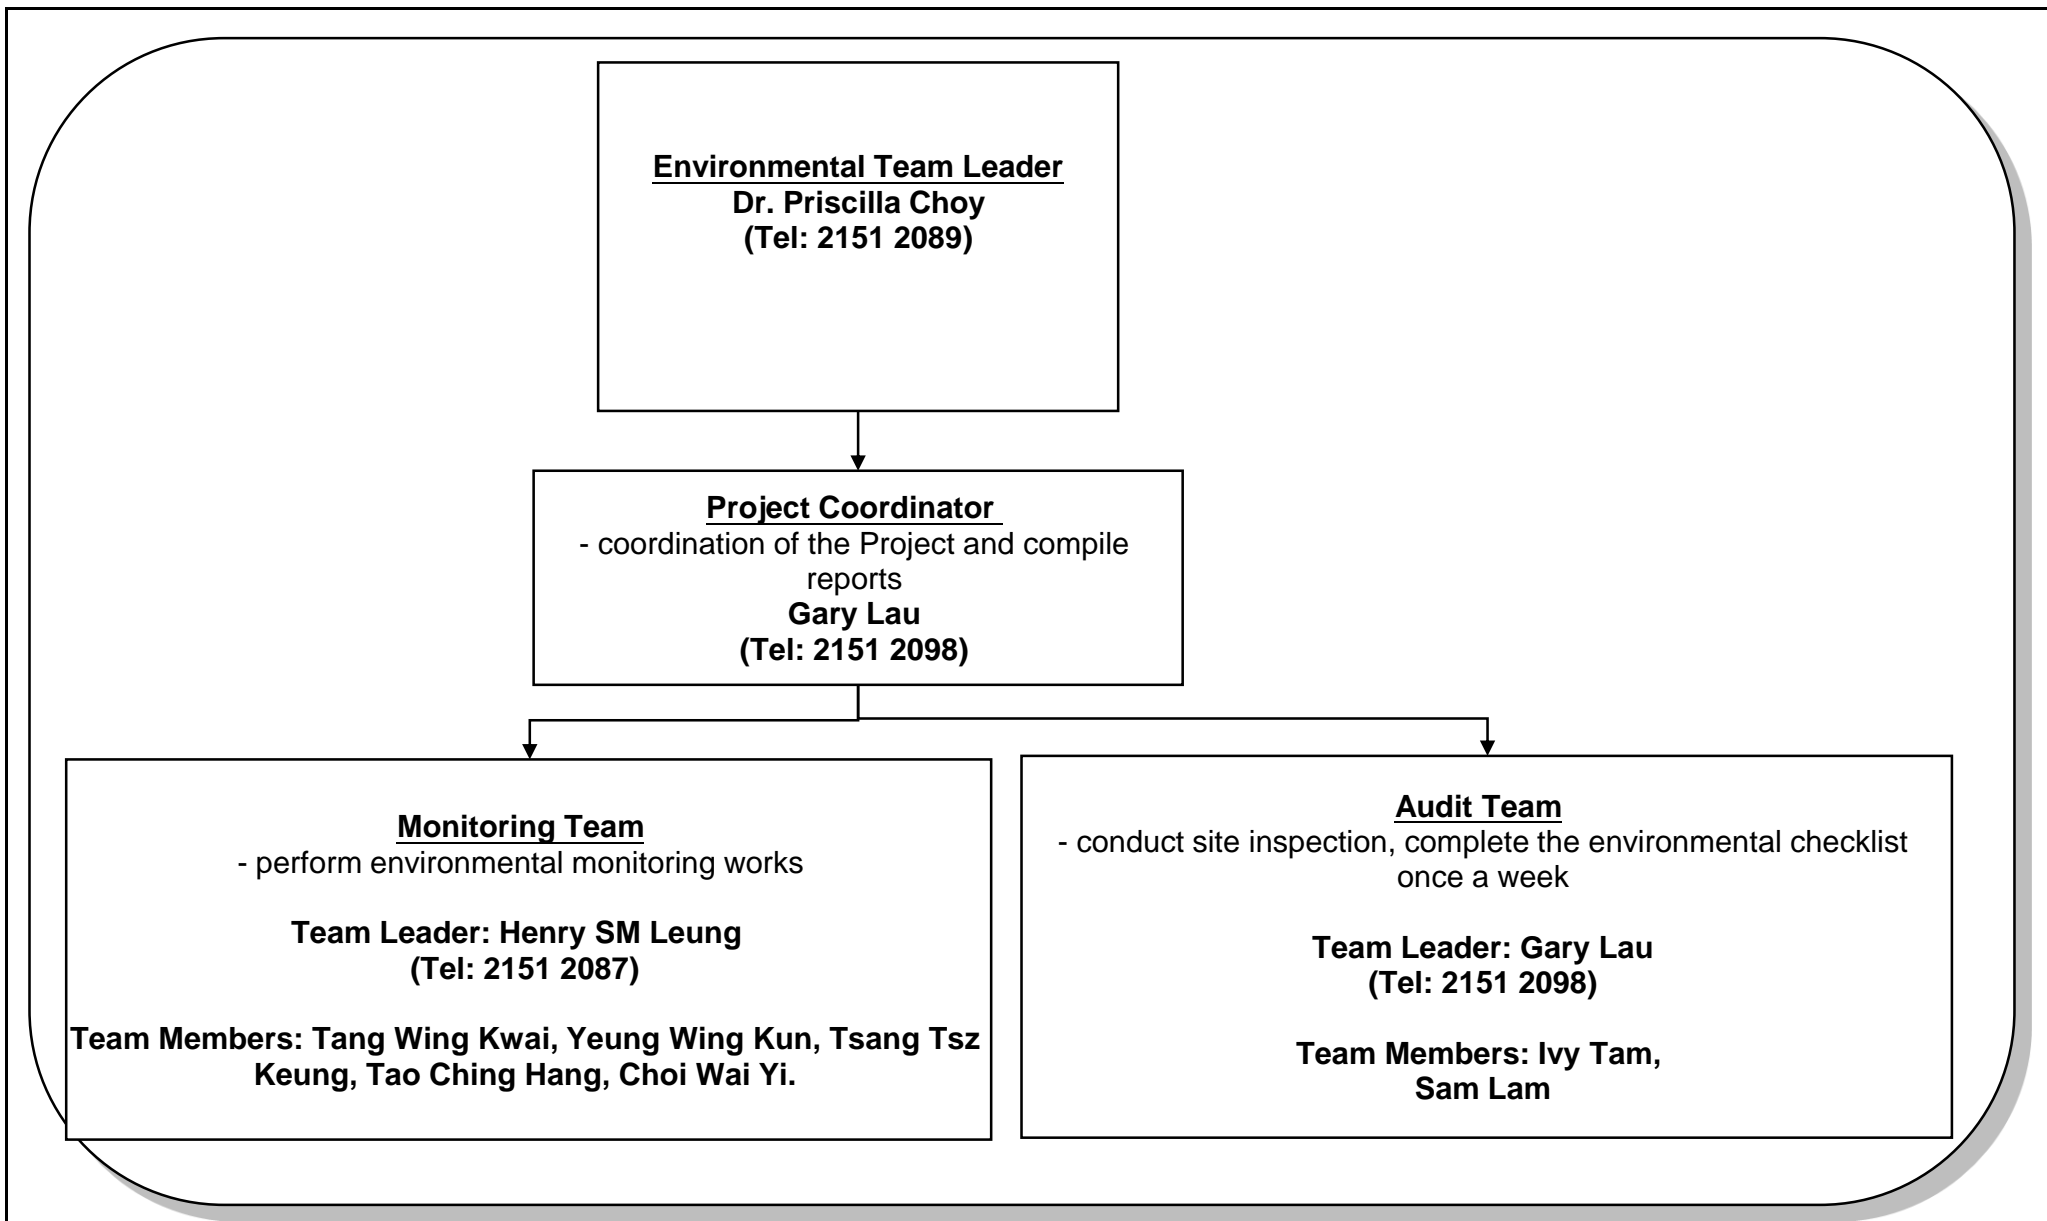 Environmental Team Leader
Dr. Priscilla Choy
(Tel: 2151 2089)
Project Coordinator
- coordination of the Project and compile
reports
Gary Lau
(Tel: 2151 2098)
Monitoring Team
- perform environmental monitoring works
Team Leader: Henry SM Leung
(Tel: 2151 2087)
Team Members: Tang Wing Kwai, Yeung Wing Kun, Tsang Tsz
Keung, Tao Ching Hang, Choi Wai Yi.
Audit Team
- conduct site inspection, complete the environmental checklist
once a week
Team Leader: Gary Lau
(Tel: 2151 2098)
Team Members: Ivy Tam,
Sam Lam